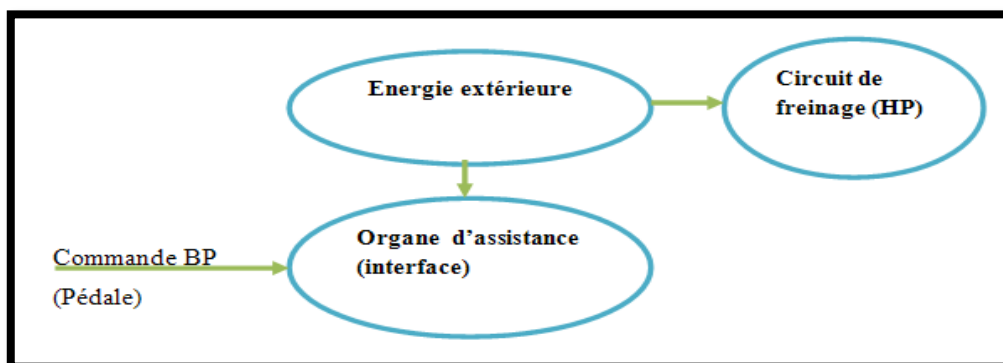 Energie extérieure
Circuit de
freinage (HP)
Organe d’assistance
(interface)
Commande BP
(Pédale)